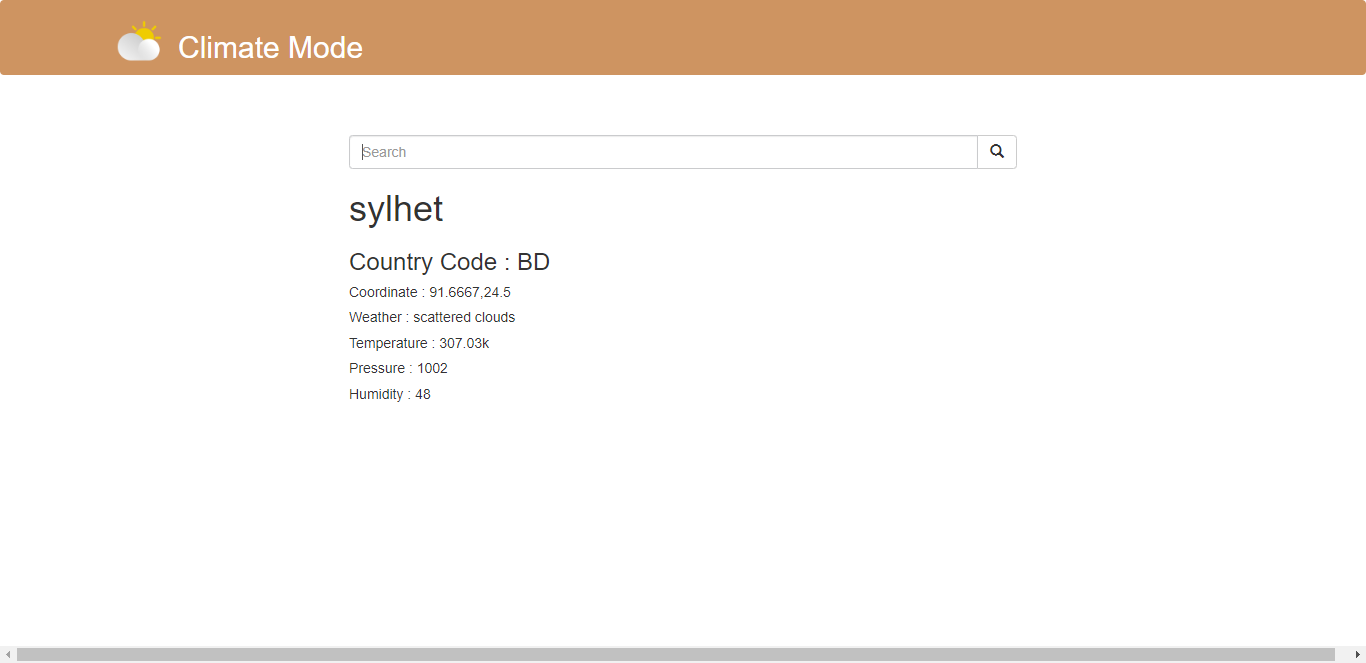 Climate Mode
Search
sylhet
Country Code : BD
Coordinate : 91.6667,24.5
Weather : scattered clouds
Temperature : 307.03k
Pressure : 1002
Humidity : 48